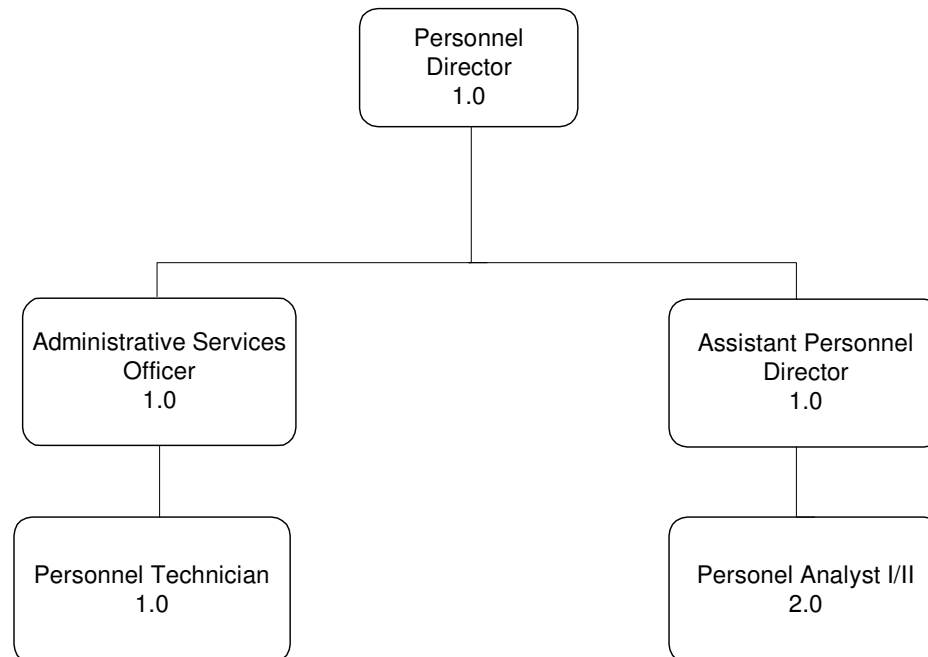 Personnel
Director
1.0
Administrative Services
Officer
1.0
Assistant Personnel
Director
1.0
Personnel Technician
1.0
Personel Analyst I/II
2.0